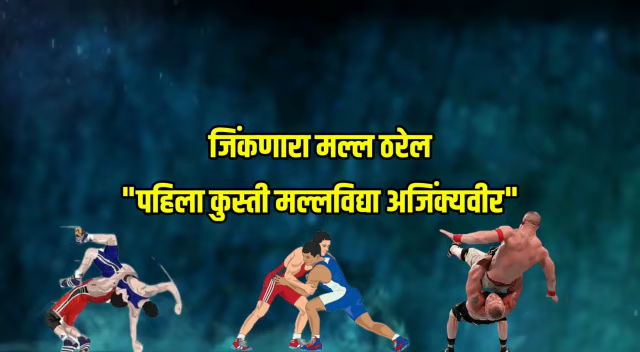 जिंकणारा मल्ल ठरेल
"पहिला कुस्ती मल्लविद्या अजिंक्यवीर"